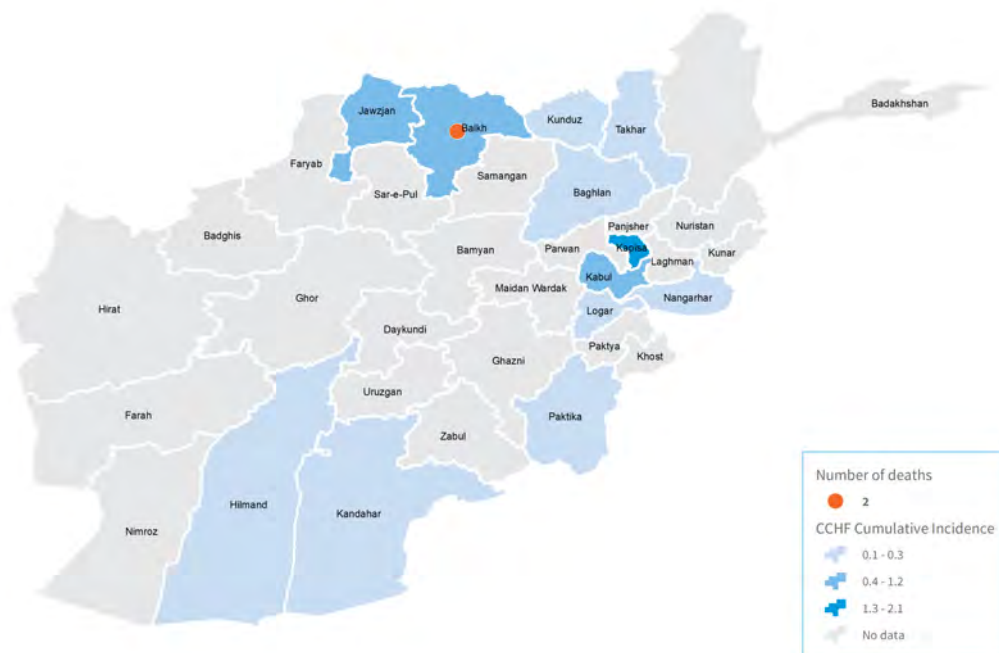 Badakhshan
Jawzjan
Balkh
Kunduz
Takhar
Faryab
Samangan
Sar-e-Pul
Baghlan
Badghis
Panjsher
Nuristan
Bamyan
Parwan
Kapisa
Kunar
Laghman
Kabul
Maidan Wardak
Ghor
Nangarhar
Hirat
Logar
Daykundi
Paktya
Khost
Ghazni
Uruzgan
Farah
Paktika
Zabul
Hilmand
Kandahar
Nimroz
Number of deaths
2
CCHF Cumulative Incidence
0.1 - 0.3
0.4 - 1.2
1.3 - 2.1
No data